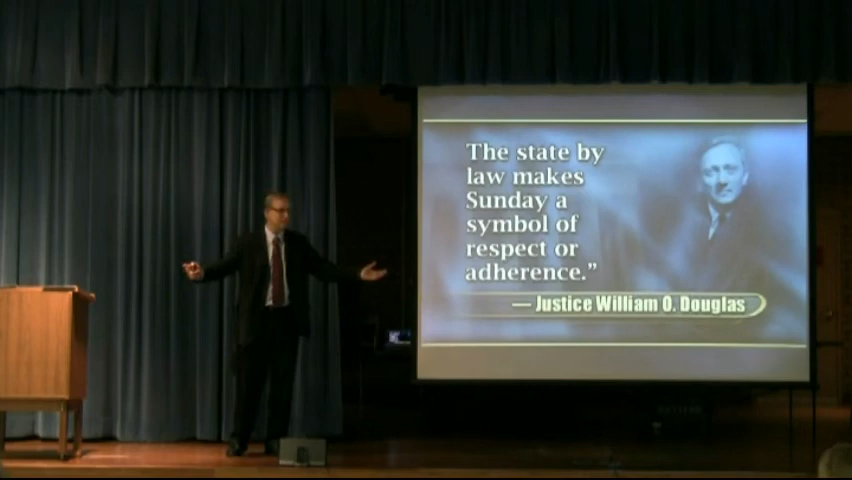 The state by
law makes
Sunday a
symbol of
respect or
adherence.”
— Justice William O. Douglas